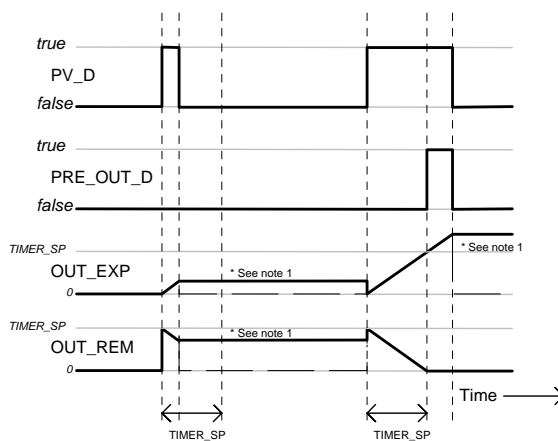 true
PV_D
false
true
PRE_OUT_D
false
TIMER_SP
* See note 1
* See note 1
OUT_EXP
0
TIMER_SP
* See note 1
OUT_REM
0
Time
TIMER_SP
TIMER_SP